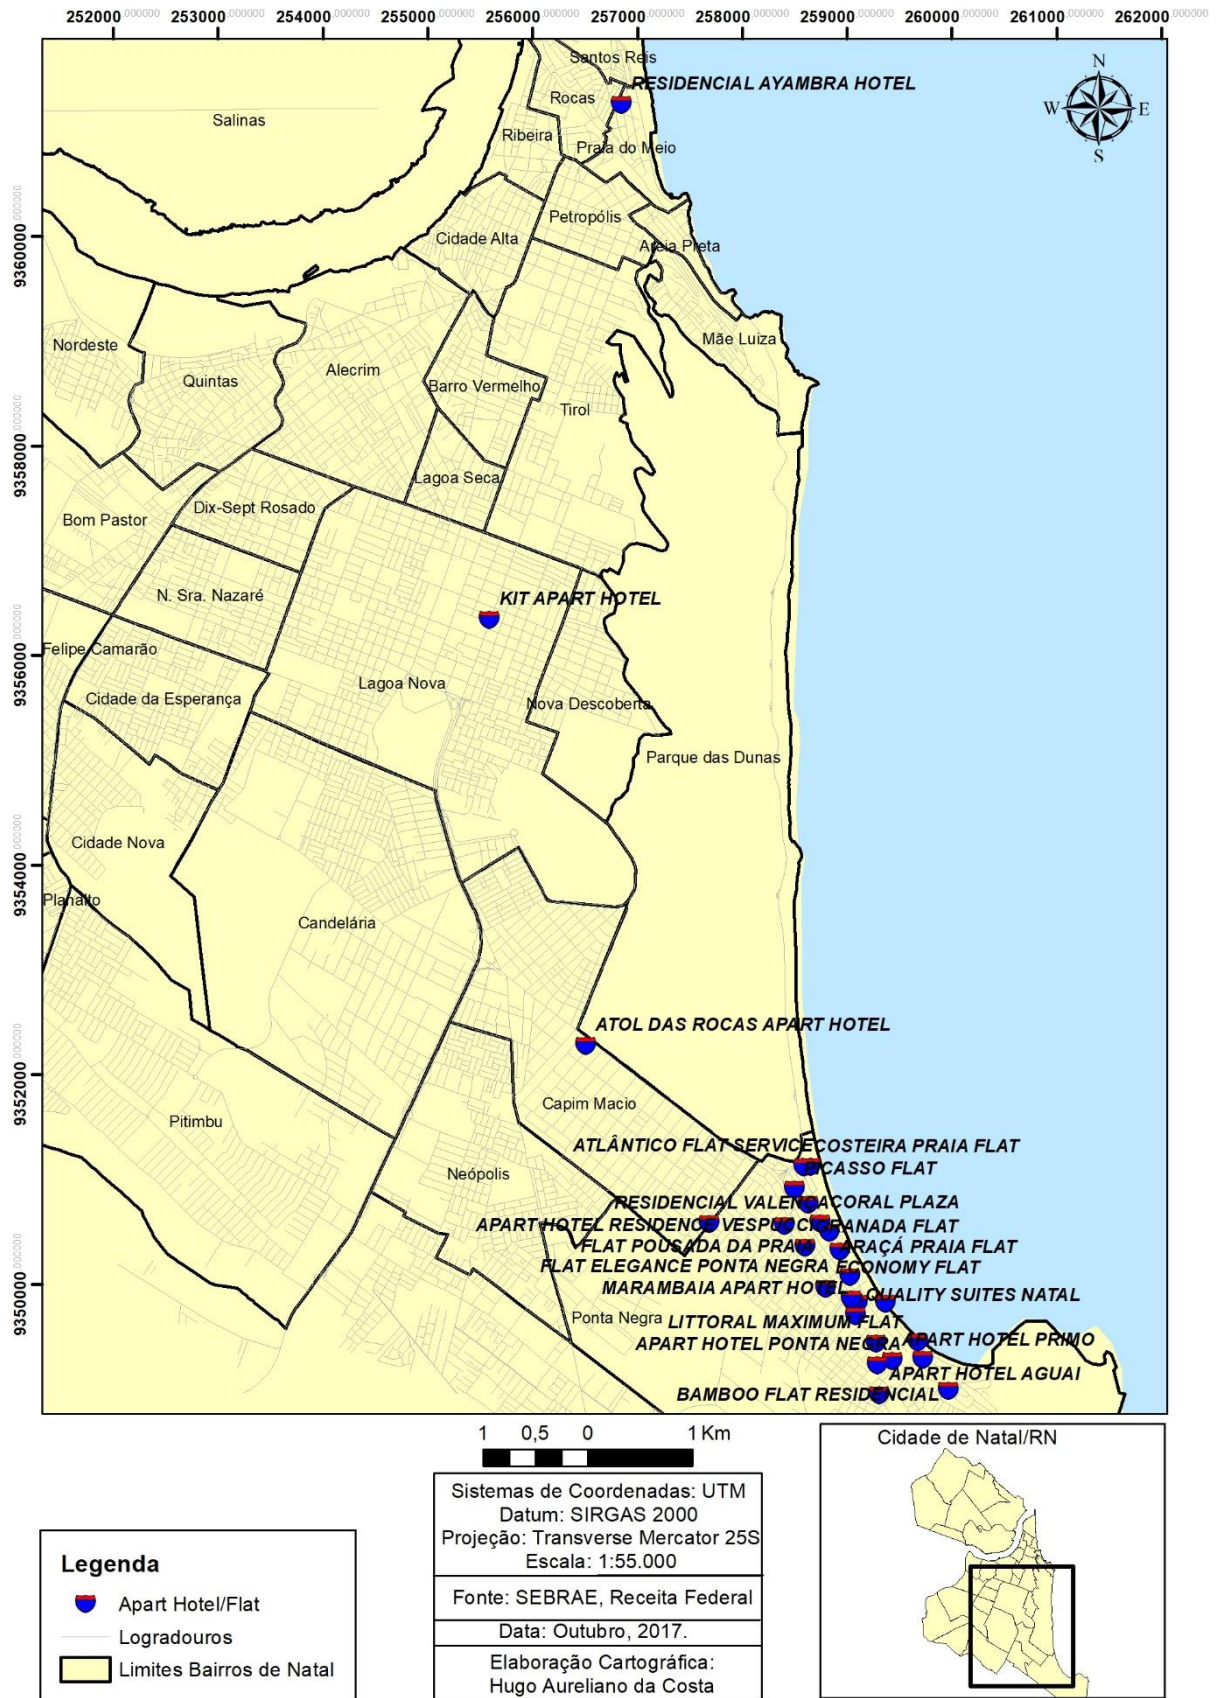 252000,000000 253000,000000 254000,000000 255000,000000 256000,000000 257000,000000 258000,000000 259000,000000 260000,000000 261000,000000 262000,000000
9360000,000000
9358000,000000
9356000,000000
9354000,000000
9352000,000000
9350000,000000
N
W E
S
Santos Reis
RESIDENCIAL AYAMBRA HOTEL
Rocas
Salinas
Ribeira
Praia do Meio
Petropólis
Cidade Alta
Areia Preta
Mãe Luiza
Nordeste
Quintas
Alecrim
Barro Vermelho
Tirol
Lagoa Seca
Dix-Sept Rosado
Bom Pastor
N. Sra. Nazaré
KIT APART HOTEL
Felipe Camarão
Cidade da Esperança
Lagoa Nova
Nova Descoberta
Parque das Dunas
Cidade Nova
Planalto
Candelária
ATOL DAS ROCAS APART HOTEL
Capim Macio
Pitimbu
ATLÂNTICO FLAT SERVICE
COSTEIRA PRAIA FLAT
PICASSO FLAT
Neópolis
RESIDENCIAL VALENÇA
CORAL PLAZA
APART HOTEL RESIDENCE VESPUCI
GRANADA FLAT
FLAT POUSADA DA PRAIA
ARAÇÁ PRAIA FLAT
FLAT ELEGANCE PONTA NEGRA
ECONOMY FLAT
MARAMBAIA APART HOTEL
QUALITY SUITES NATAL
Ponta Negra
LITTORAL MAXIMUM FLAT
APART HOTEL PONTA NEGRA
APART HOTEL PRIMO
APART HOTEL AGUAI
BAMBOO FLAT RESIDENCIAL
1 0,5 0 1 Km
Sistemas de Coordenadas: UTM
Datum: SIRGAS 2000
Projeção: Transverse Mercator 25S
Escala: 1:55.000
Fonte: SEBRAE, Receita Federal
Data: Outubro, 2017.
Elaboração Cartográfica:
Hugo Aureliano da Costa
Legenda
Apart Hotel/Flat
Logradouros
Limites Bairros de Natal
Cidade de Natal/RN